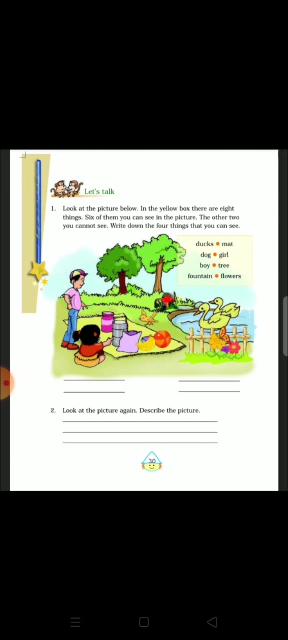 Let's talk
1. Look at the picture below. In the yellow box there are eight
things. Six of them you can see in the picture. The other two
you cannot see. Write down the four things that you can see.
ducks • mat
dog • girl
boy • tree
fountain • flowers
2. Look at the picture again. Describe the picture.
30